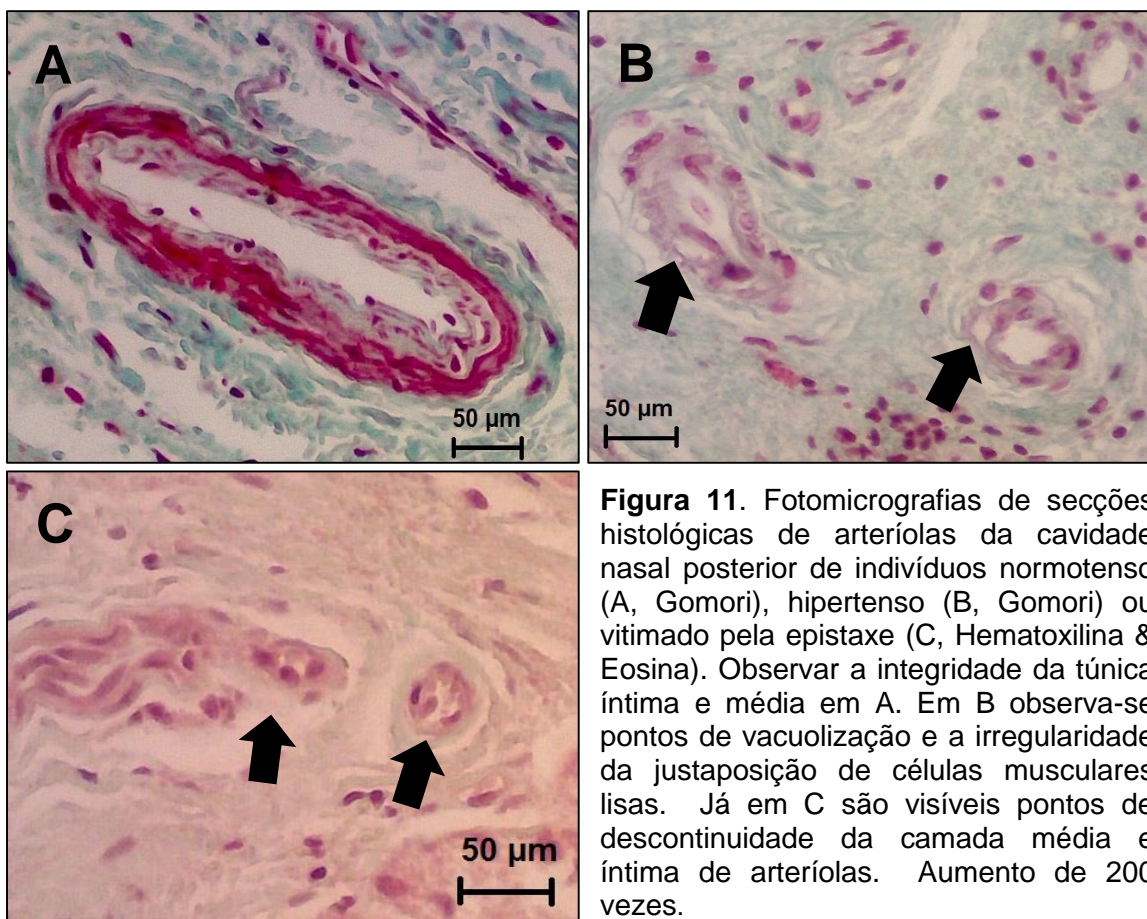 A
50 µm
B
50 µm
C
50 µm
Figura 11. Fotomicrografias de secções
histológicas de arteríolas da cavidade
nasal posterior de indivíduos normotenso
(A, Gomori), hipertenso (B, Gomori) ou
vitimado pela epistaxe (C, Hematoxilina &
Eosina). Observar a integridade da túnica
íntima e média em A. Em B observa-se
pontos de vacuolização e a irregularidade
da justaposição de células musculares
lisas. Já em C são visíveis pontos de
descontinuidade da camada média e
íntima de arteríolas. Aumento de 200
vezes.